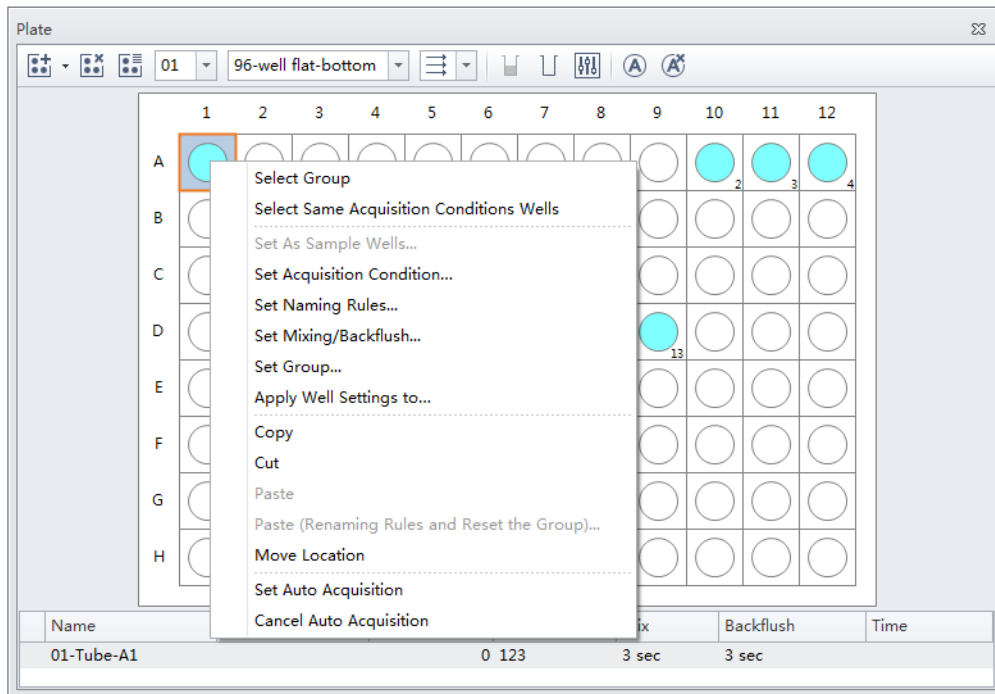 Plate
01 96-well flat-bottom A A
1 2 3 4 5 6 7 8 9 10 11 12
A
2 3 4
B
C
D
13
E
F
G
H
Select Group
Select Same Acquisition Conditions Wells
Set As Sample Wells...
Set Acquisition Condition...
Set Naming Rules...
Set Mixing/Backflush...
Set Group...
Apply Well Settings to...
Copy
Cut
Paste
Paste (Renaming Rules and Reset the Group)...
Move Location
Set Auto Acquisition
Cancel Auto Acquisition
Name ix Backflush Time
01-Tube-A1 0 123 3 sec 3 sec